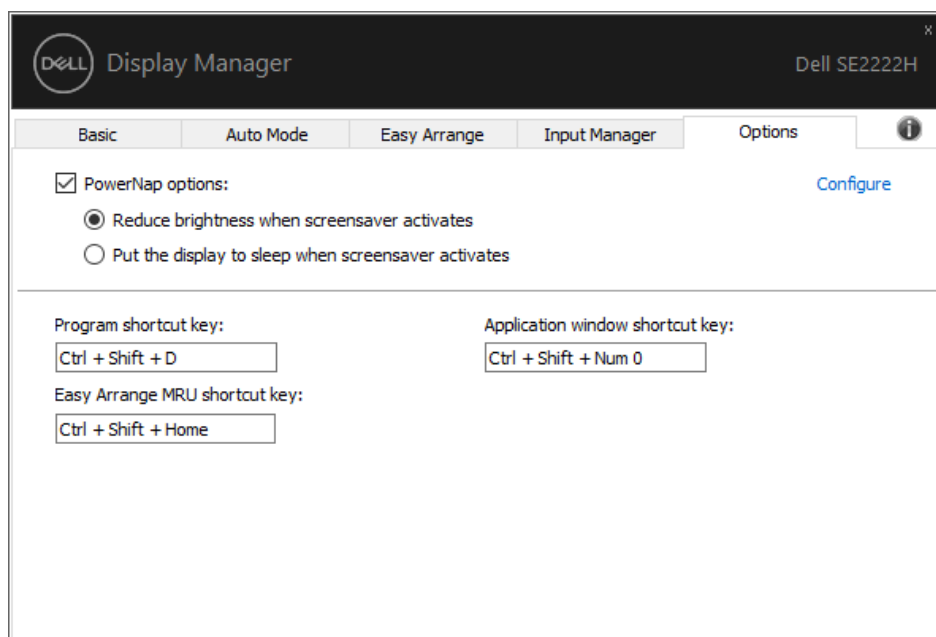 x
DELL Display Manager Dell SE2222H
Basic Auto Mode Easy Arrange Input Manager Options i
PowerNap options: Configure
Reduce brightness when screensaver activates
Put the display to sleep when screensaver activates
Program shortcut key: Application window shortcut key:
Ctrl + Shift + D Ctrl + Shift + Num 0
Easy Arrange MRU shortcut key:
Ctrl + Shift + Home